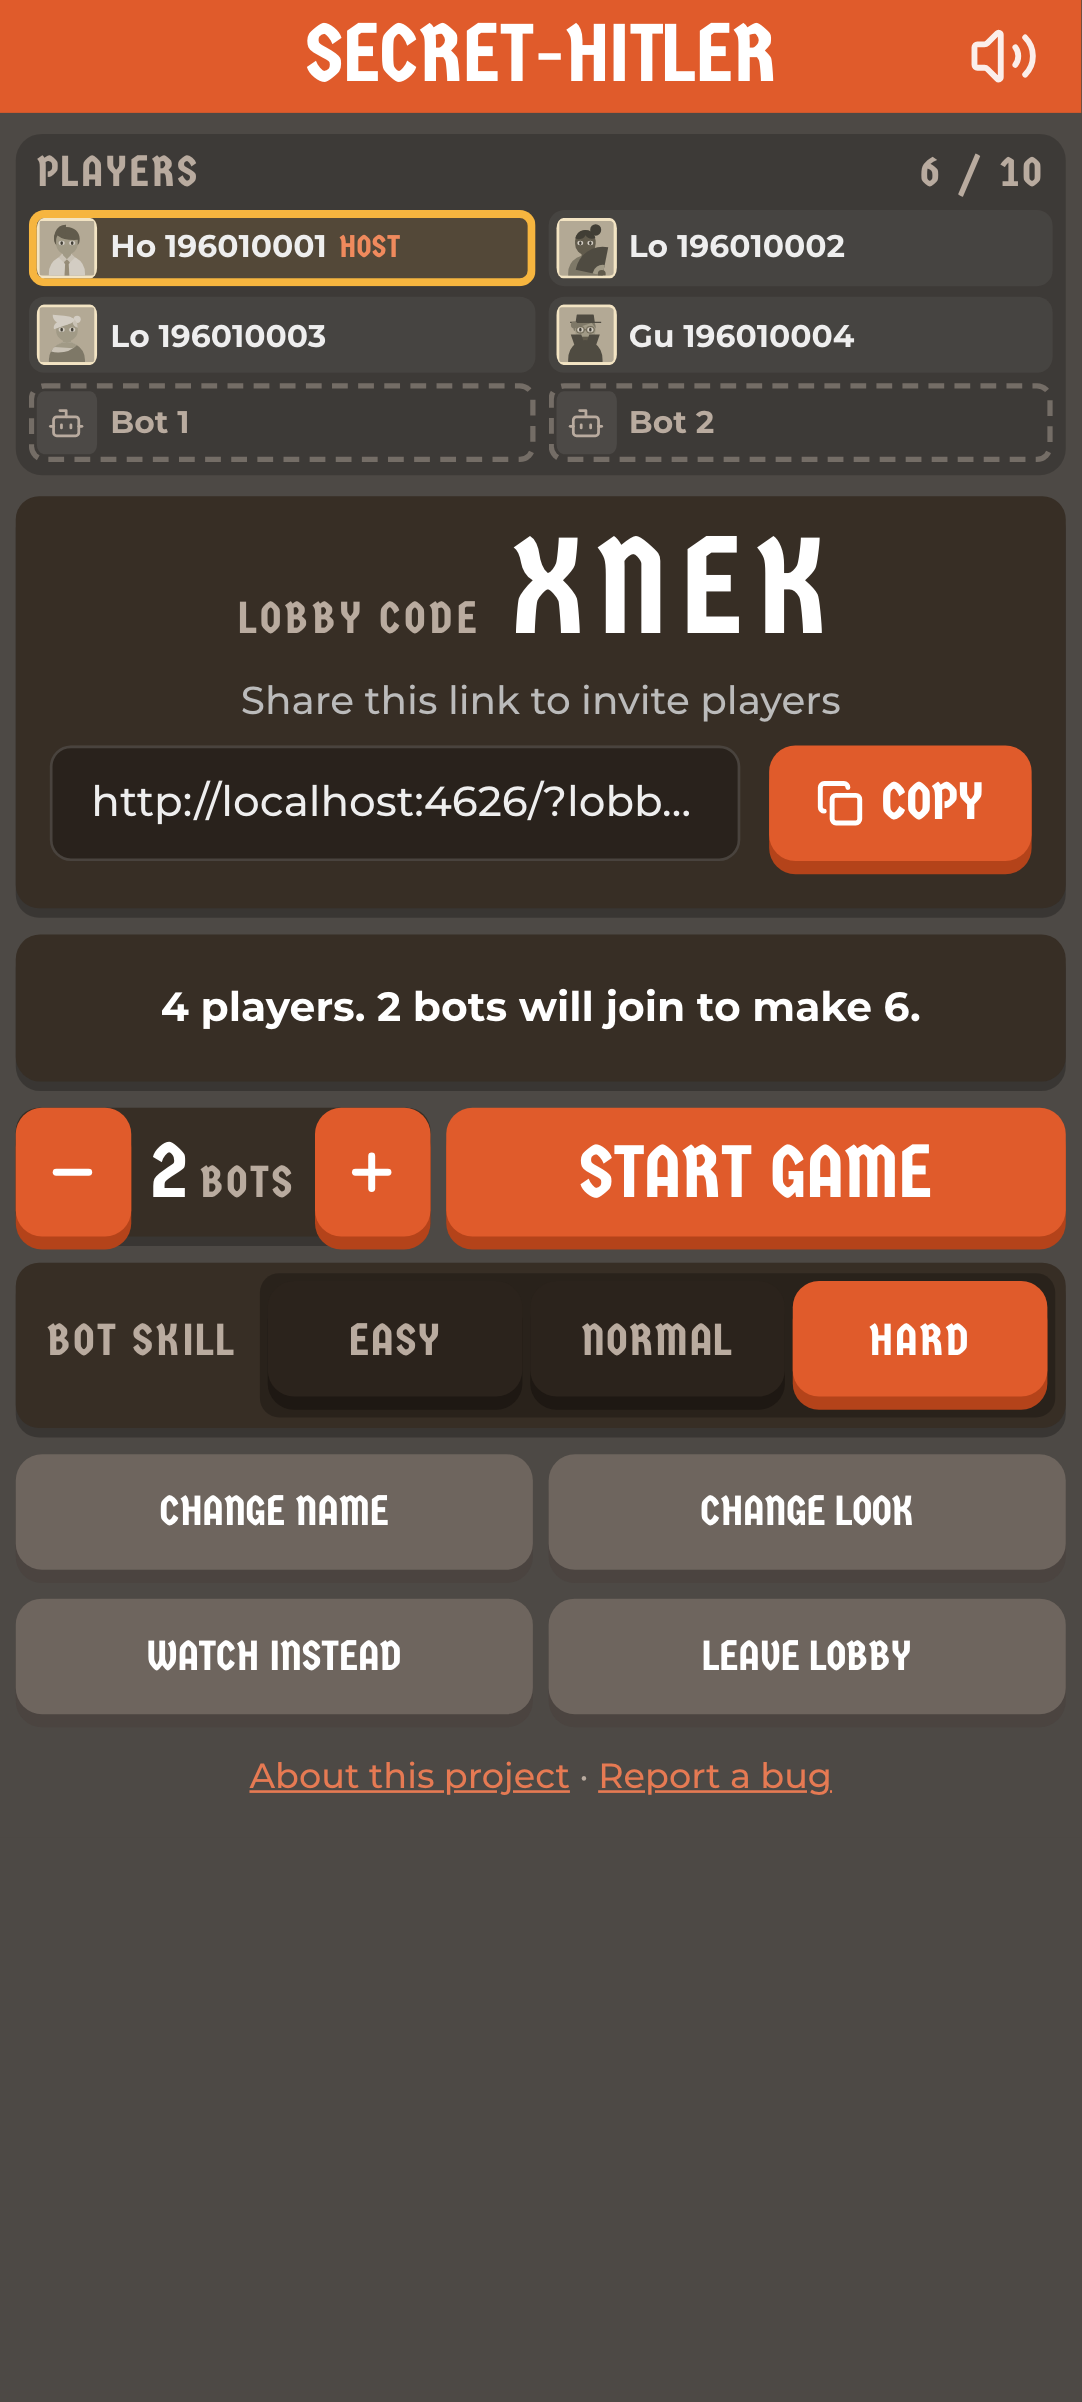 SECRET-HITLER
PLAYERS 6 / 10
Ho 196010001 HOST
Lo 196010002
Lo 196010003
Gu 196010004
Bot 1
Bot 2
LOBBY CODE XNEK
Share this link to invite players
http://localhost:4626/?lobb...
COPY
4 players. 2 bots will join to make 6.
2 BOTS
START GAME
BOT SKILL
EASY
NORMAL
HARD
CHANGE NAME
CHANGE LOOK
WATCH INSTEAD
LEAVE LOBBY
About this project · Report a bug